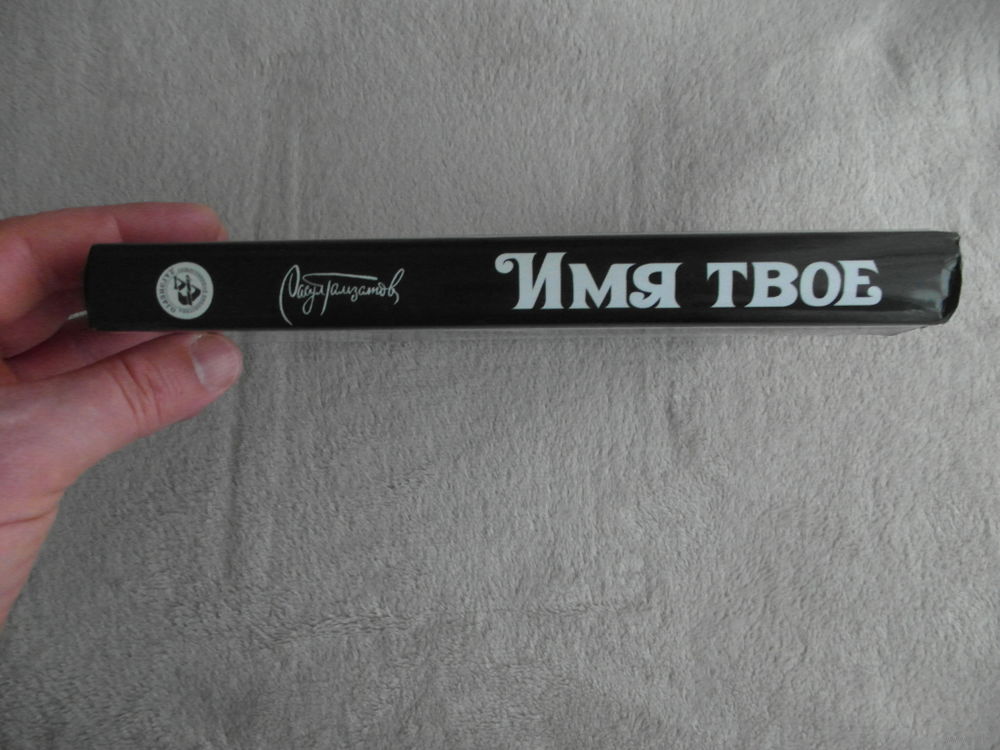 Расул Гамзатов
Имя твое